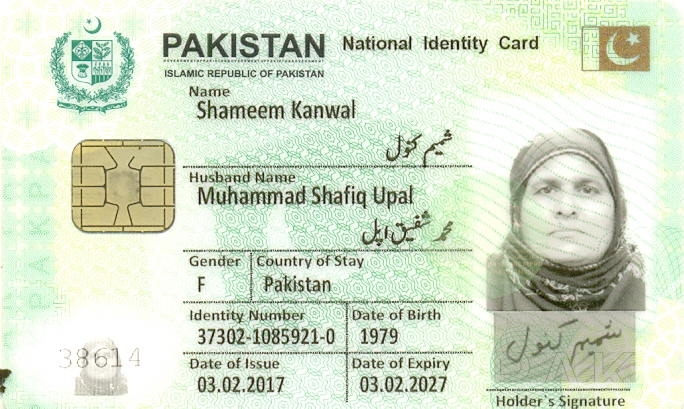 PAKISTAN National Identity Card
ISLAMIC REPUBLIC OF PAKISTAN
Name
Shameem Kanwal
شمیم کنول
Husband Name
Muhammad Shafiq Upal
محمد شفیق اپل
Gender Country of Stay
F Pakistan
Identity Number Date of Birth
37302-1085921-0 1979
Date of Issue Date of Expiry
03.02.2017 03.02.2027
38614
شمیم کنول
Holder`s Signature